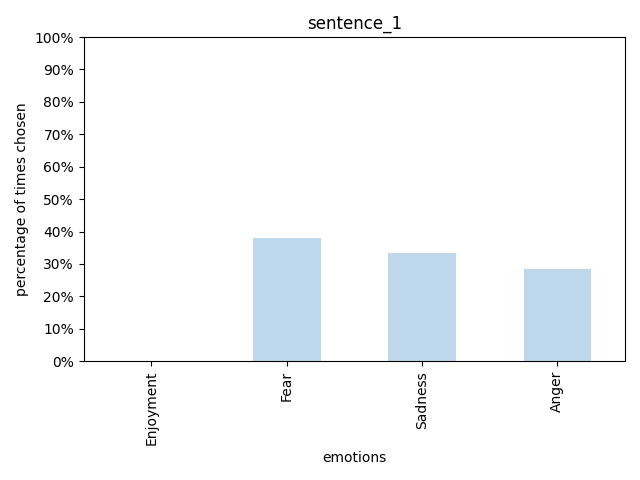 sentence_1
100%
90%
80%
70%
60%
50%
40%
30%
20%
10%
0%
percentage of times chosen
Enjoyment
Fear
Sadness
Anger
emotions